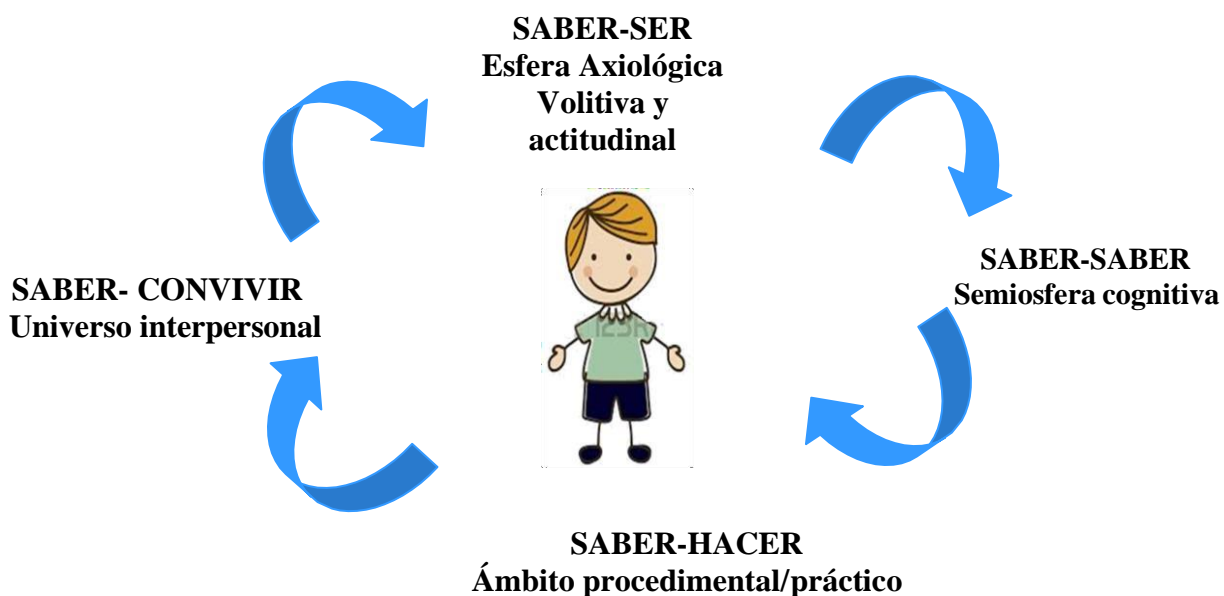 SABER-SER
Esfera Axiológica
Volitiva y
actitudinal
SABER-SABER
Semiosfera cognitiva
SABER- CONVIVIR
Universo interpersonal
SABER-HACER
Ámbito procedimental/práctico